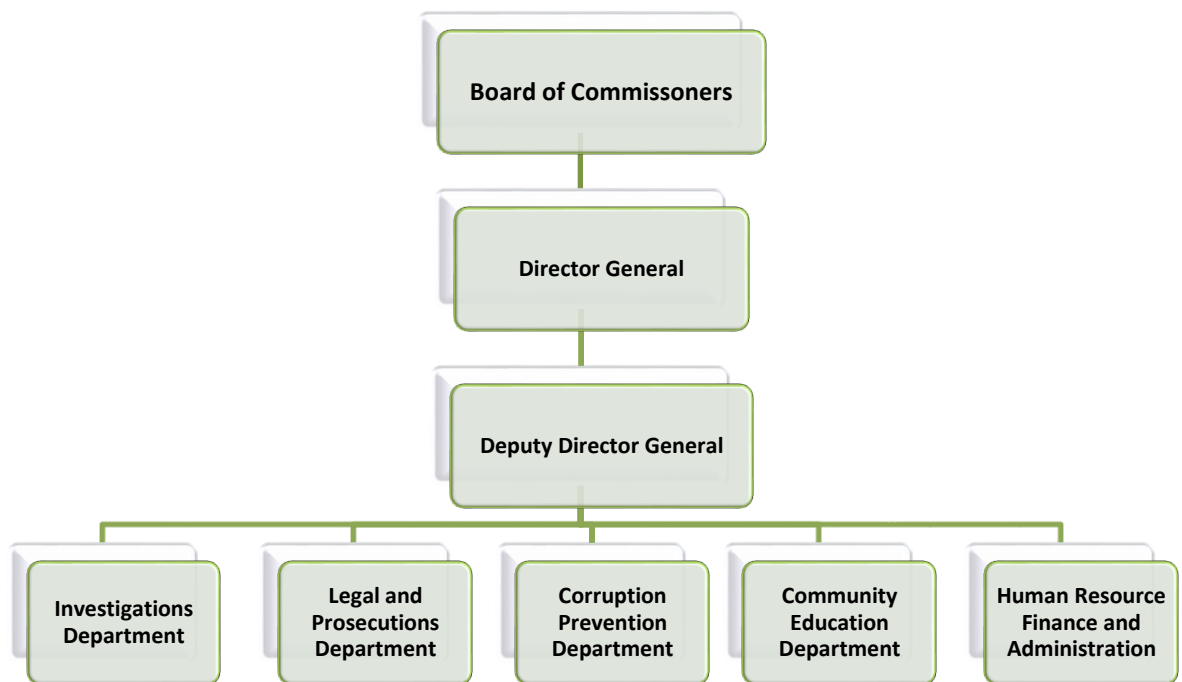 Board of Commissoners
Director General
Deputy Director General
Investigations
Department
Legal and
Prosecutions
Department
Corruption
Prevention
Department
Community
Education
Department
Human Resource
Finance and
Administration